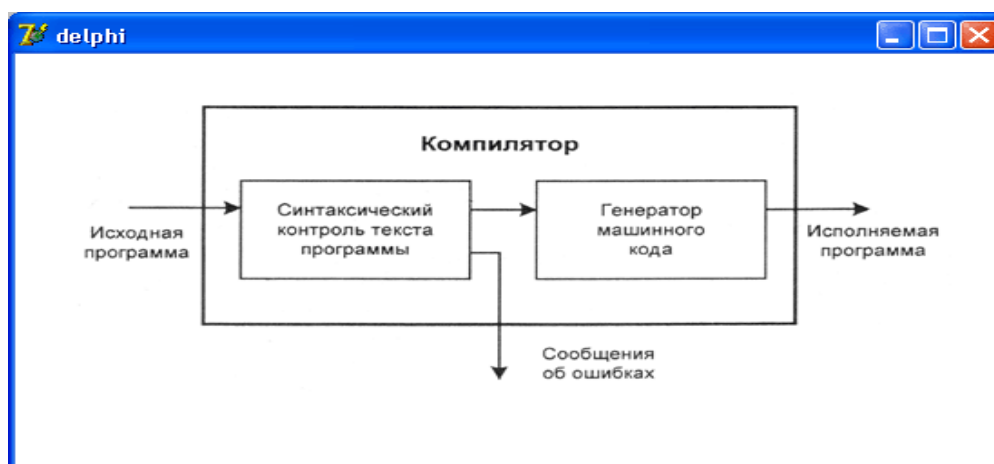 delphi
Компилятор
Исходная
программа
Синтаксический
контроль текста
программы
Генератор
машинного
кода
Исполняемая
программа
Сообщения
об ошибках